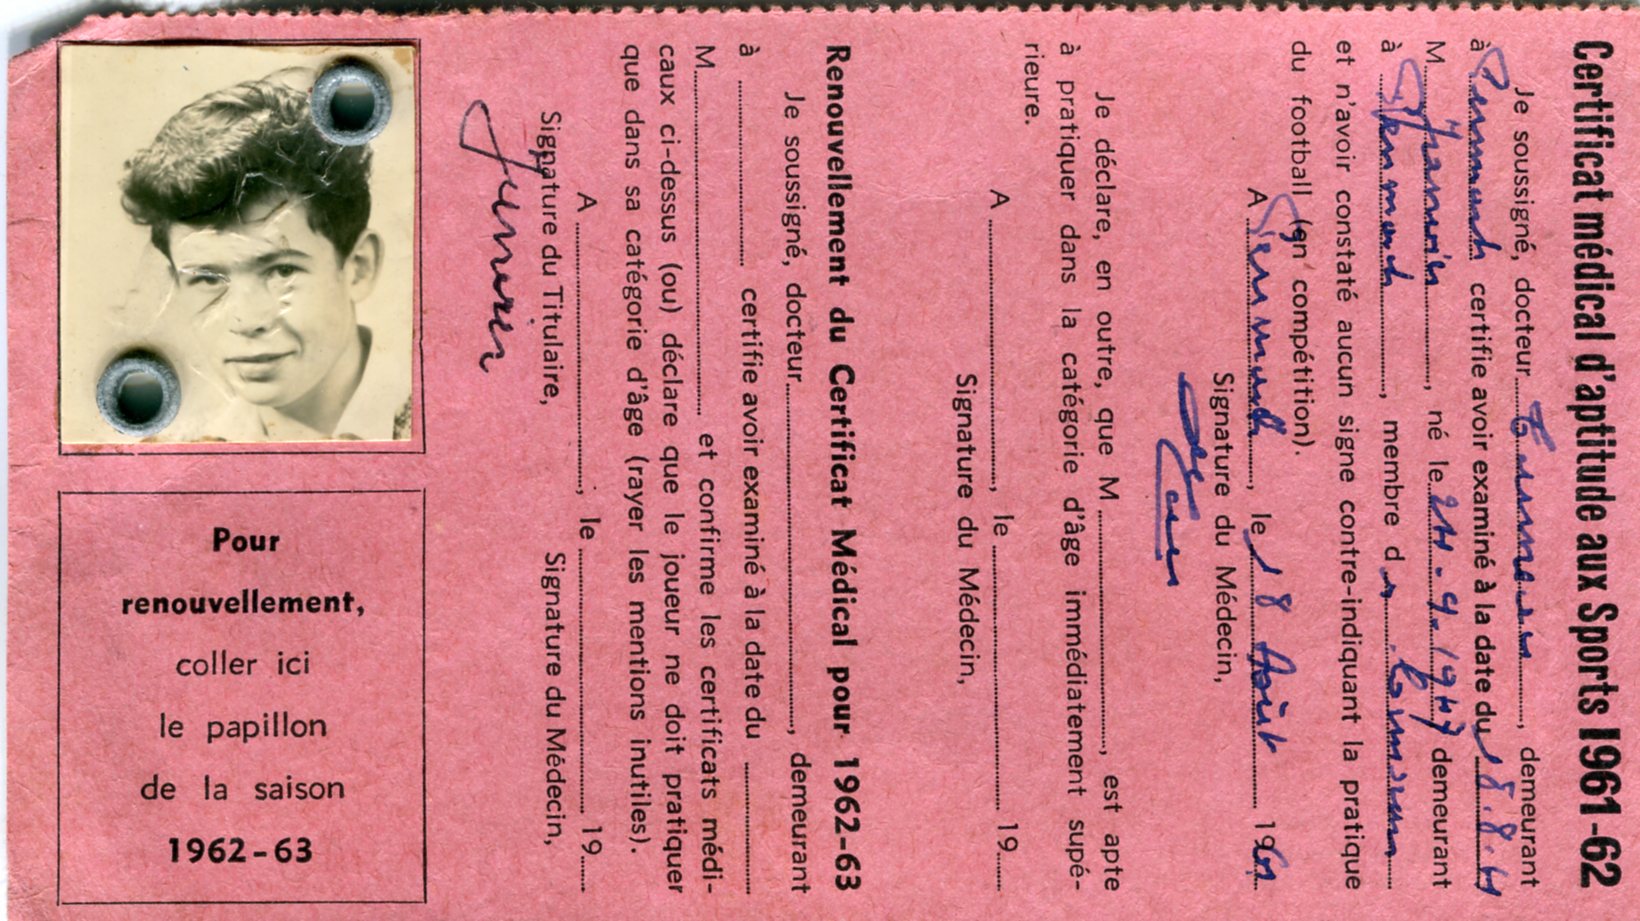 Certificat médical d'aptitude aux Sports 1961-62
Je soussigné, docteur, demeurant
à certifie avoir examiné à la date du 18.8.61
M., né le 24.9.1947 demeurant
à, membre d
et n'avoir constaté aucun signe contre-indiquant la pratique
du football (en compétition).
A, le 18 Août 1961
Signature du Médecin,
Je déclare, en outre, que M, est apte
à pratiquer dans la catégorie d'âge immédiatement supé-
rieure.
A, le 19
Signature du Médecin,
Renouvellement du Certificat Médical pour 1962-63
Je soussigné, docteur, demeurant
à certifie avoir examiné à la date du
M. et confirme les certificats médi-
caux ci-dessus (ou) déclare que le joueur ne doit pratiquer
que dans sa catégorie d'âge (rayer les mentions inutiles).
A, le 19
Signature du Titulaire, Signature du Médecin,
Pour
renouvellement,
coller ici
le papillon
de la saison
1962-63